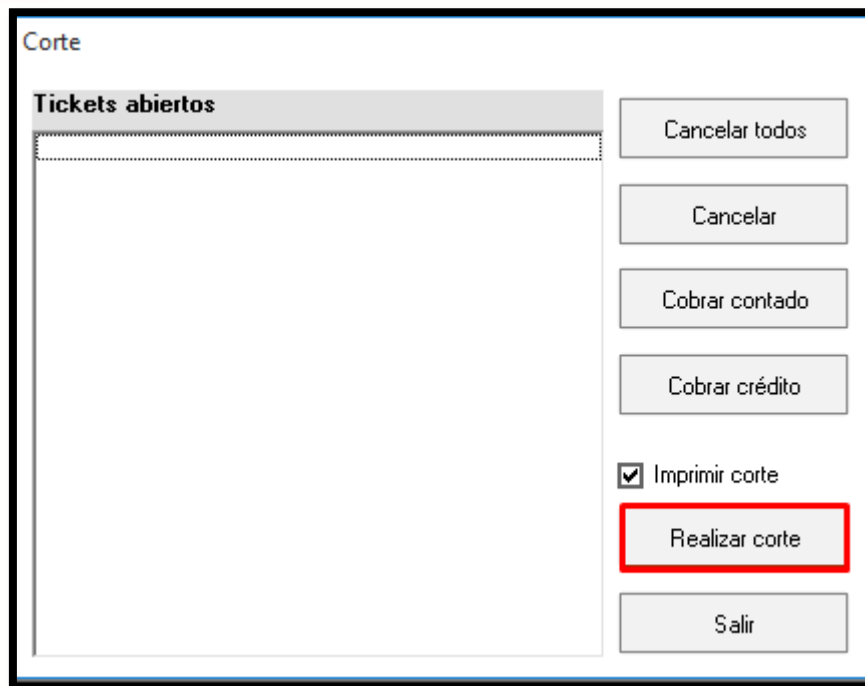 Corte
Tickets abiertos
Cancelar todos
Cancelar
Cobrar contado
Cobrar crédito
Imprimir corte
Realizar corte
Salir